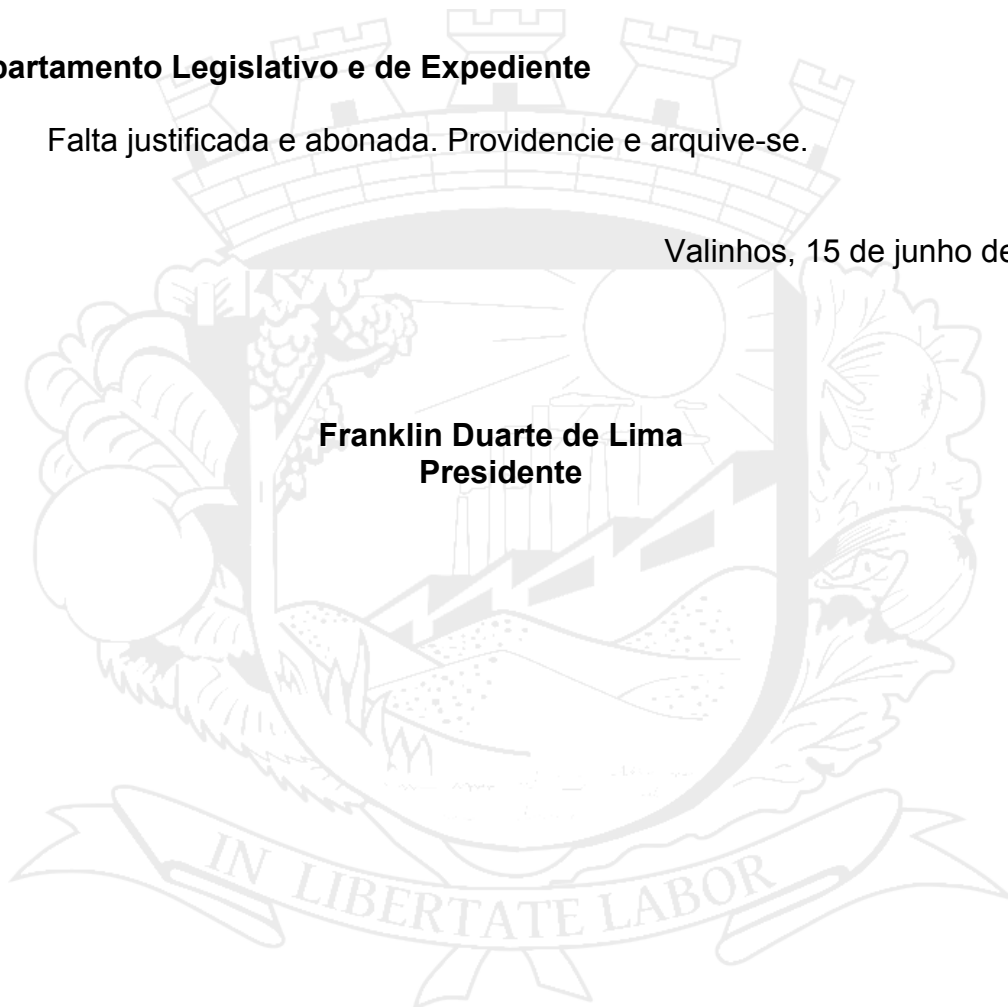 partamento Legislativo e de Expediente
Falta justificada e abonada. Providencie e arquive-se.
Valinhos, 15 de junho de
Franklin Duarte de Lima
Presidente
IN LIBERTATE LABOR